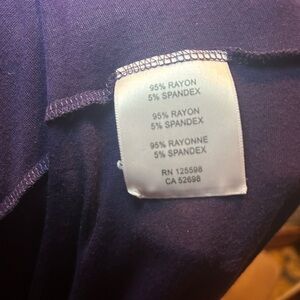 95% RAYON
5% SPANDEX
95% RAYON
5% SPANDEX
95% RAYONNE
5% SPANDEX
RN 125598
CA 52698